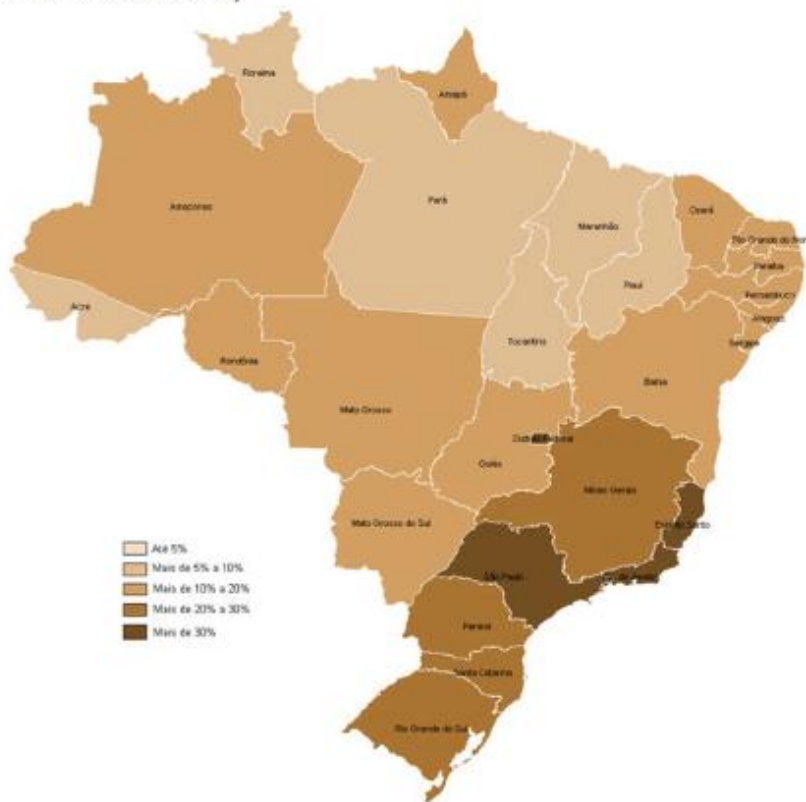 Roraima
Amapá
Amazonas
Pará
Maranhão
Ceará
Rio Grande do Nor
Paraíba
Piauí
Pernambuco
Acre
Alagoas
Tocantins
Sergipe
Rondônia
Bahia
Mato Grosso
Distrito Federal
Goiás
Minas Gerais
Mato Grosso do Sul
Espírito Santo
Até 5%
Mais de 5% a 10%
São Paulo
de Janeiro
Mais de 10% a 20%
Mais de 20% a 30%
Paraná
Mais de 30%
Santa Catarina
Rio Grande do Sul